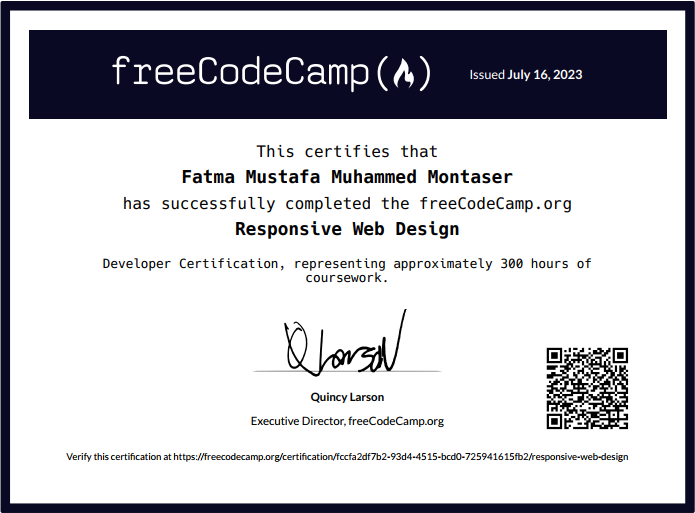 freeCodeCamp
Issued July 16, 2023
This certifies that
Fatma Mustafa Muhammed Montaser
has successfully completed the freeCodeCamp.org
Responsive Web Design
Developer Certification, representing approximately 300 hours of
coursework.
QLarson
Quincy Larson
Executive Director, freeCodeCamp.org
Verify this certification at https://freecodecamp.org/certification/fccfa2df7b2-93d4-4515-bcd0-725941615fb2/responsive-web-design